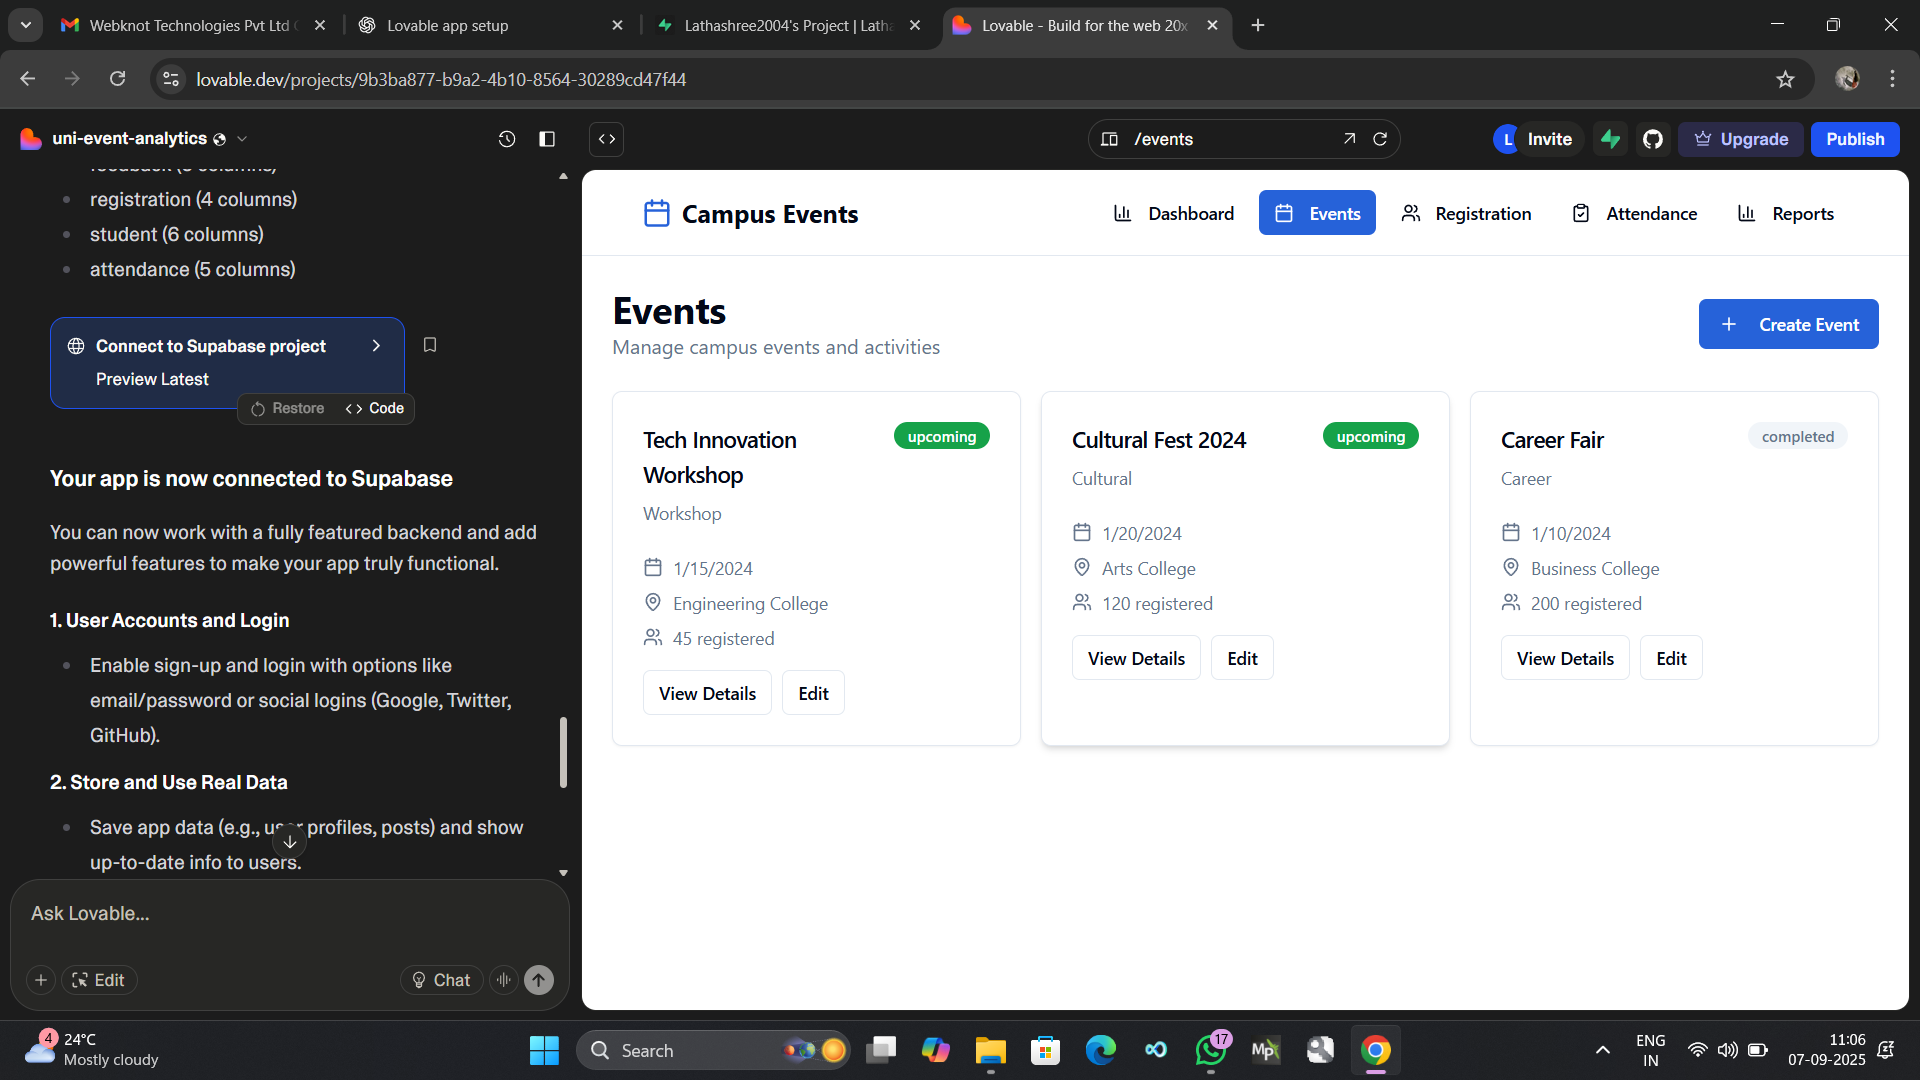 Webknot Technologies Pvt Ltd
Lovable app setup
Lathashree2004's Project | Latha
Lovable - Build for the web 20x
lovable.dev/projects/9b3ba877-b9a2-4b10-8564-30289cd47f44
uni-event-analytics
/events
L
Invite
Upgrade
Publish
registration (4 columns)
student (6 columns)
attendance (5 columns)
Connect to Supabase project
Preview Latest
Restore
Code
Your app is now connected to Supabase
You can now work with a fully featured backend and add
powerful features to make your app truly functional.
1. User Accounts and Login
Enable sign-up and login with options like
email/password or social logins (Google, Twitter,
GitHub).
2. Store and Use Real Data
Save app data (e.g., user profiles, posts) and show
up-to-date info to users.
Ask Lovable...
Edit
Chat
Campus Events
Dashboard
Events
Registration
Attendance
Reports
Events
Manage campus events and activities
Create Event
Tech Innovation
Workshop
upcoming
Workshop
1/15/2024
Engineering College
45 registered
View Details
Edit
Cultural Fest 2024
upcoming
Cultural
1/20/2024
Arts College
120 registered
View Details
Edit
Career Fair
completed
Career
1/10/2024
Business College
200 registered
View Details
Edit
4
24°C
Mostly cloudy
Search
17
Mp
ENG
IN
11:06
07-09-2025